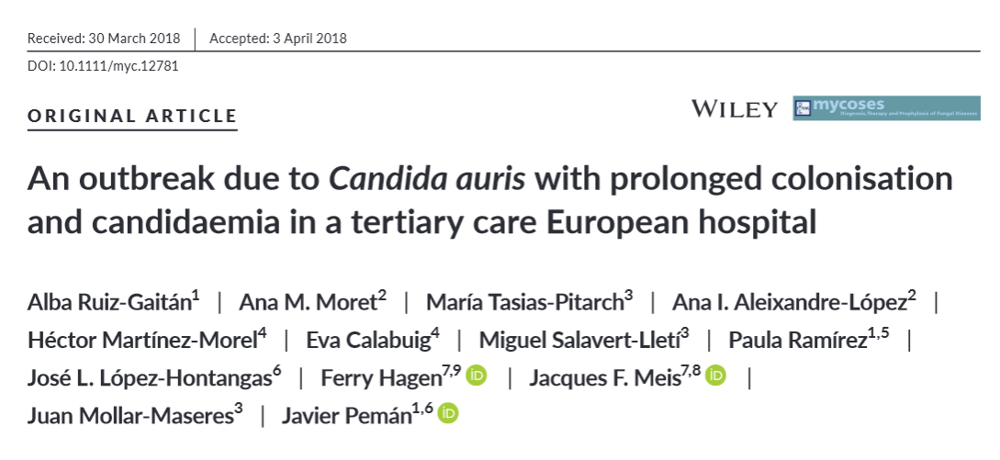 Received: 30 March 2018 | Accepted: 3 April 2018
DOI: 10.1111/myc.12781
ORIGINAL ARTICLE
WILEY mycoses
Diagnosis, Therapy and Prophylaxis of Fungal Diseases
An outbreak due to Candida auris with prolonged colonisation
and candidaemia in a tertiary care European hospital
Alba Ruiz-Gaitán1 | Ana M. Moret2 | María Tasias-Pitarch3 | Ana I. Aleixandre-López2 |
Héctor Martínez-Morel4 | Eva Calabuig4 | Miguel Salavert-Lletí3 | Paula Ramírez1,5 |
José L. López-Hontangas6 | Ferry Hagen7,9 iD | Jacques F. Meis7,8 iD |
Juan Mollar-Maseres3 | Javier Pemán1,6 iD